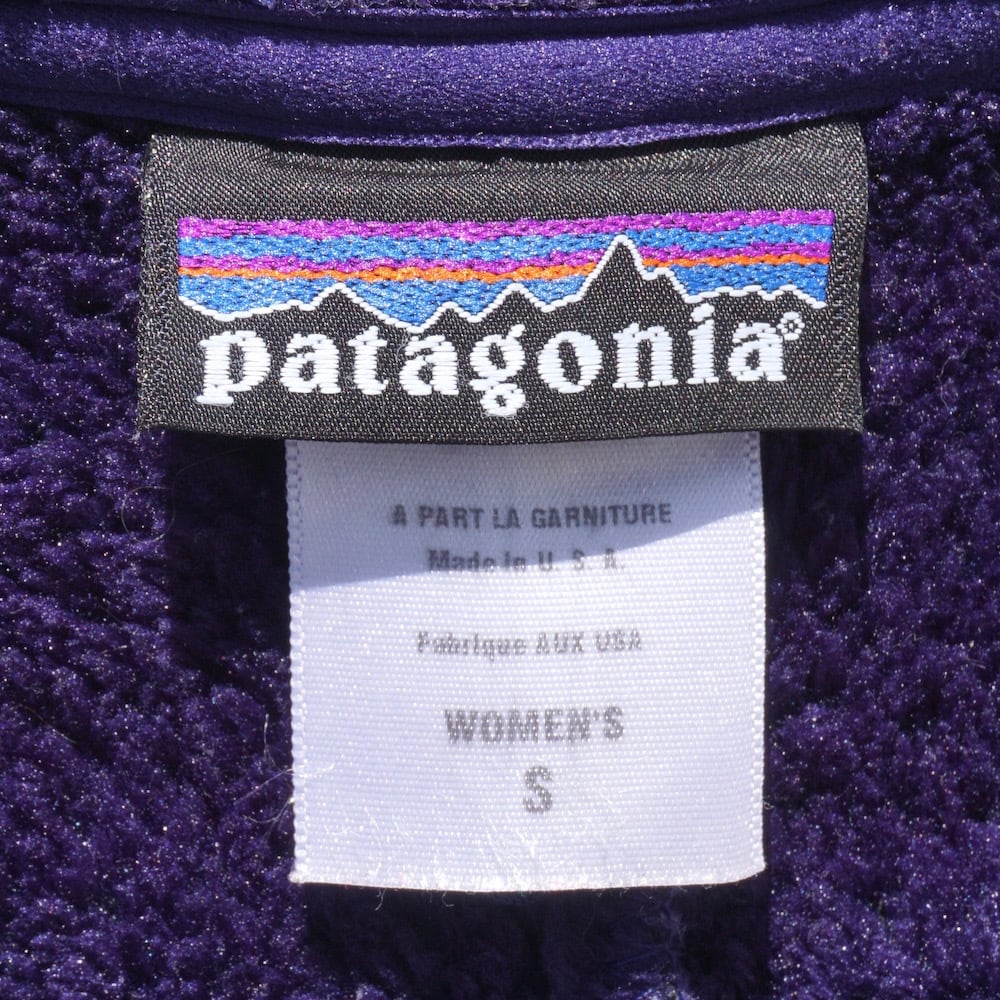 patagonia®
A PART LA GARNITURE
Made in U. S. A.
Fabrique AUX USA
WOMEN'S
S